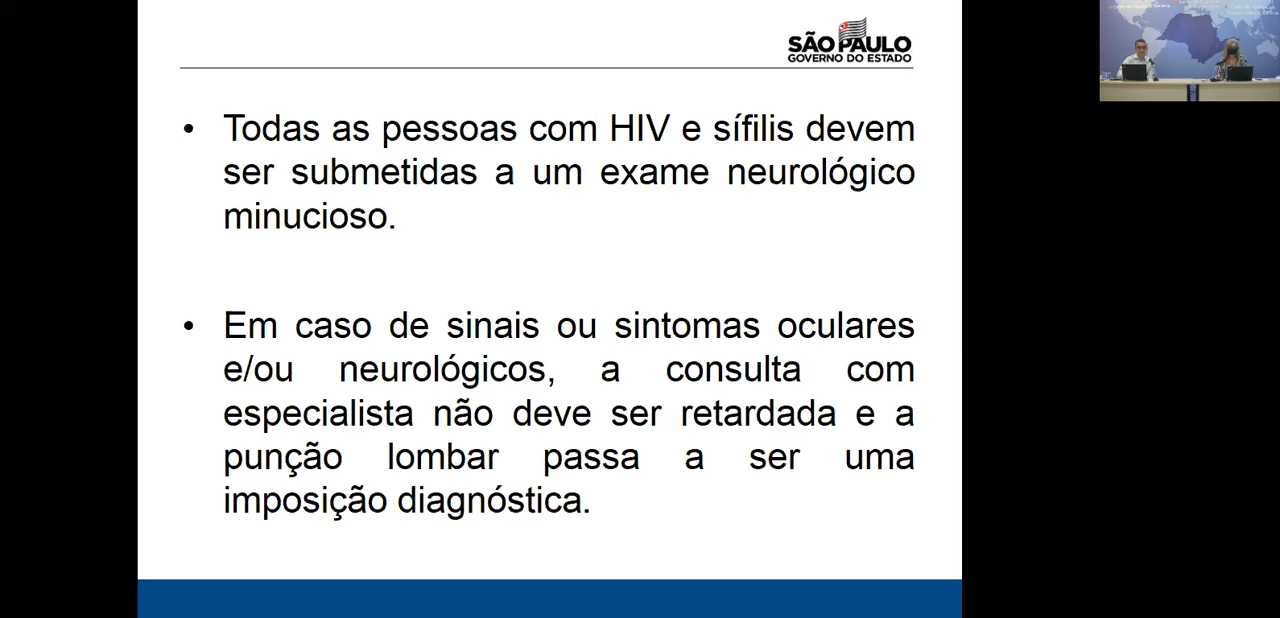 SÃO PAULO
GOVERNO DO ESTADO
• Todas as pessoas com HIV e sífilis devem
ser submetidas a um exame neurológico
minucioso.
• Em caso de sinais ou sintomas oculares
e/ou neurológicos, a consulta com
especialista não deve ser retardada e a
punção lombar passa a ser uma
imposição diagnóstica.